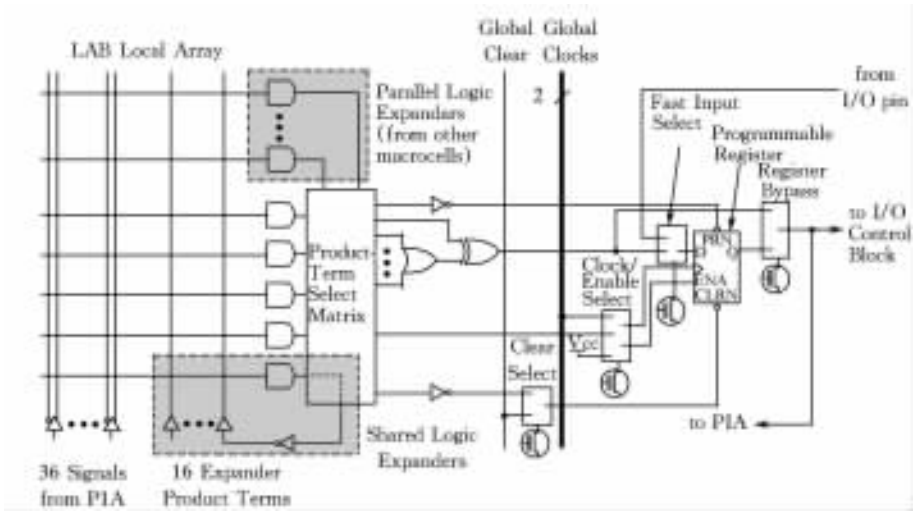 LAB Local Array
Global Global
Clear Clocks
2
from
I/O pin
Parallel Logic
Expandars
(from other
macrocells)
Fast Input
Select
Programmable
Register
Register
Bypass
to I/O
Control
Block
PRN
D
Q
ENA
CLRN
Product-
Term
Select
Matrix
Clock/
Enable
Select
Vcc
Clear
Select
to PIA
Shared Logic
Expanders
36 Signals
from PIA
16 Expander
Product Terms